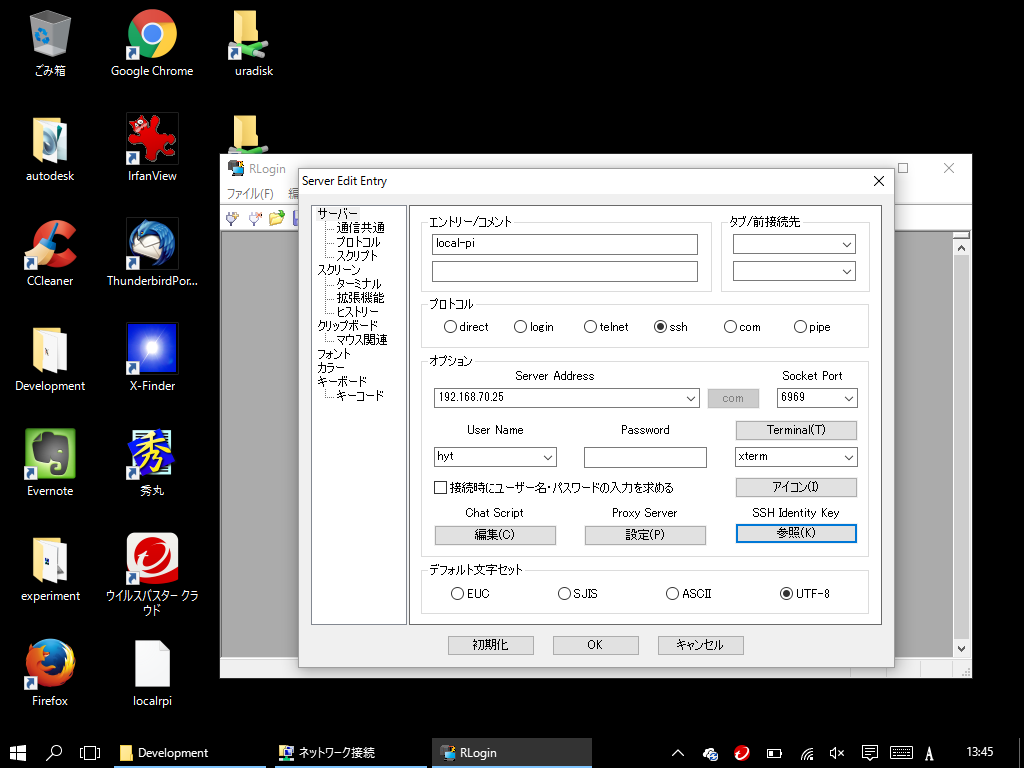 ごみ箱
Google Chrome
uradisk
autodesk
IrfanView
CCleaner
ThunderbirdPor...
Development
X-Finder
Evernote
秀丸
experiment
ウイルスバスター クラ
ウド
Firefox
localrpi
RLogin
ファイル(F)
編
Server Edit Entry
サーバー
通信共通
プロトコル
スクリプト
スクリーン
ターミナル
拡張機能
ヒストリー
クリップボード
マウス関連
フォント
カラー
キーボード
キーコード
エントリー/コメント
local-pi
タブ/前接続先
プロトコル
direct
login
telnet
ssh
com
pipe
オプション
Server Address
Socket Port
192.168.70.25
com
6969
User Name
Password
Terminal(T)
hyt
xterm
接続時にユーザー名・パスワードの入力を求める
アイコン(I)
Chat Script
Proxy Server
SSH Identity Key
編集(C)
設定(P)
参照(K)
デフォルト文字セット
EUC
SJIS
ASCII
UTF-8
初期化
OK
キャンセル
Development
ネットワーク接続
RLogin
A
13:45